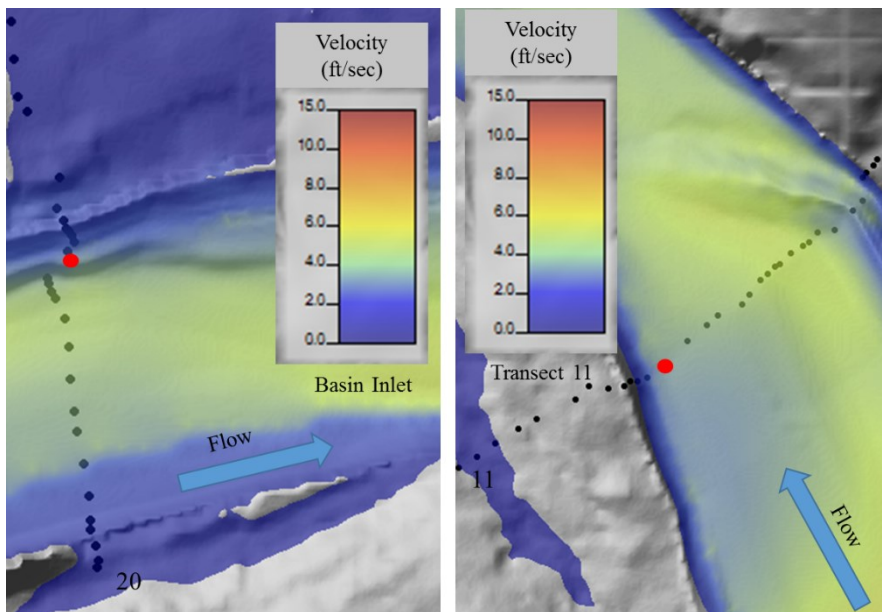 Velocity
(ft/sec)
15.0
10.0
8.0
6.0
4.0
2.0
0.0
Basin Inlet
Flow
20
Velocity
(ft/sec)
15.0
10.0
8.0
6.0
4.0
2.0
0.0
Transect 11
11
Flow